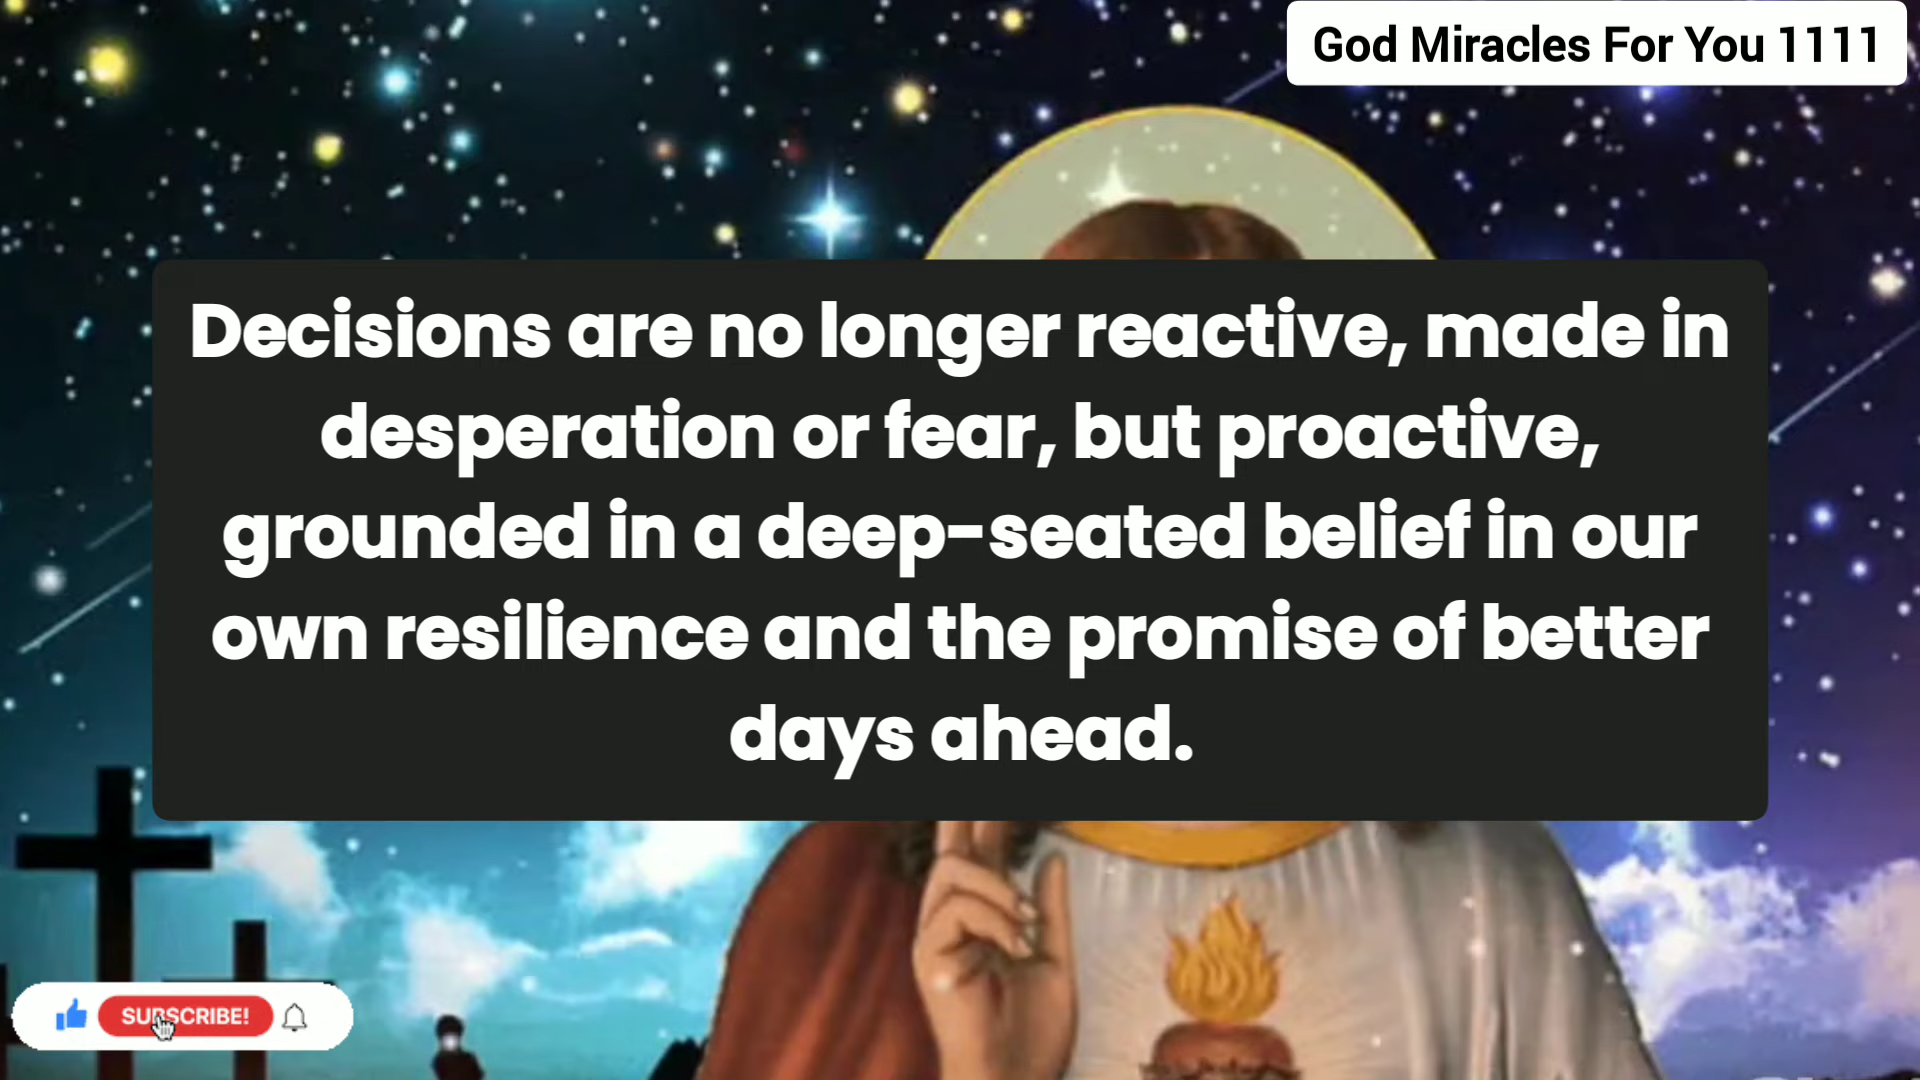 God Miracles For You 1111
Decisions are no longer reactive, made in
desperation or fear, but proactive,
grounded in a deep-seated belief in our
own resilience and the promise of better
days ahead.
SUBSCRIBE!